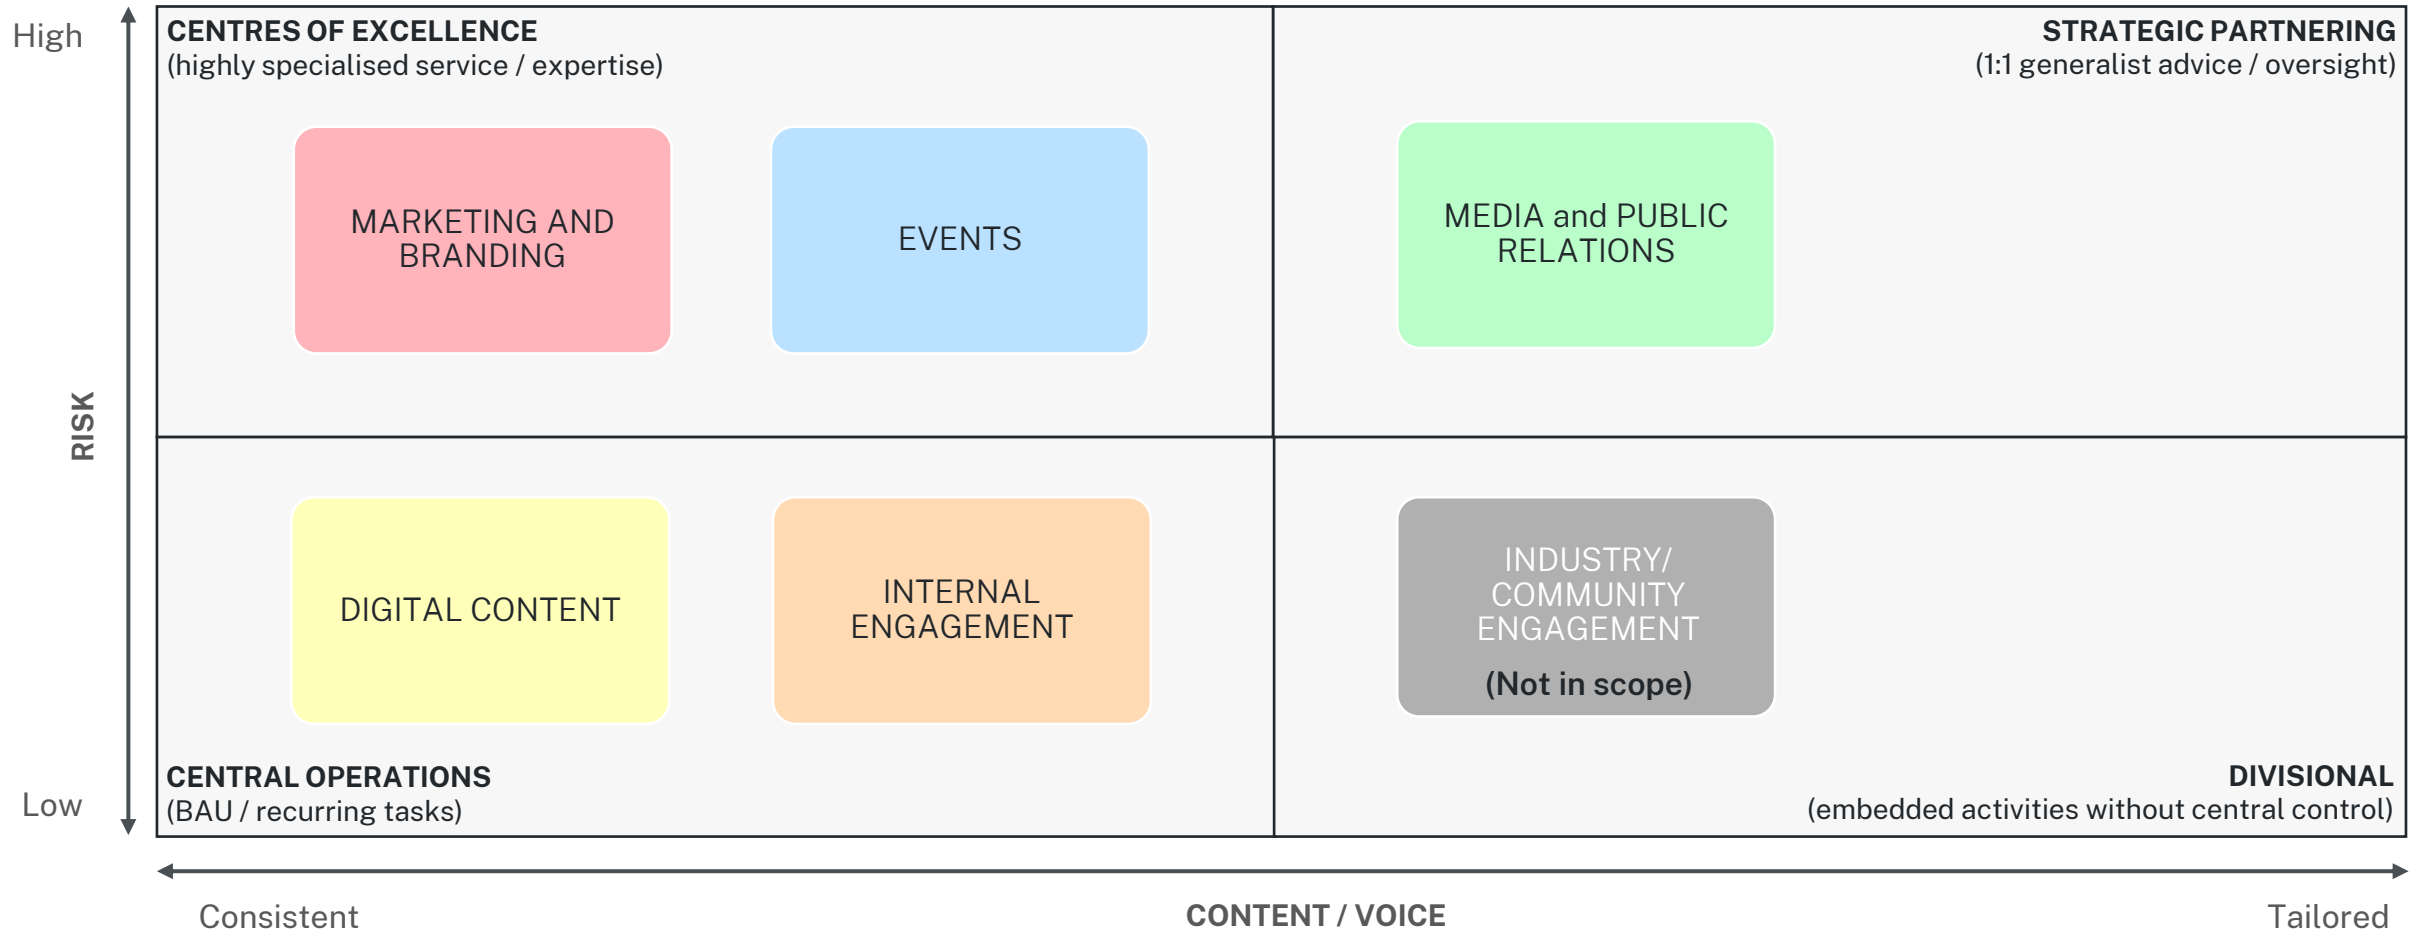 High
CENTRES OF EXCELLENCE
(highly specialised service / expertise)
STRATEGIC PARTNERING
(1:1 generalist advice / oversight)
MARKETING AND
BRANDING
EVENTS
MEDIA and PUBLIC
RELATIONS
RISK
DIGITAL CONTENT
INTERNAL
ENGAGEMENT
INDUSTRY/
COMMUNITY
ENGAGEMENT
(Not in scope)
Low
CENTRAL OPERATIONS
(BAU / recurring tasks)
DIVISIONAL
(embedded activities without central control)
Consistent
CONTENT / VOICE
Tailored